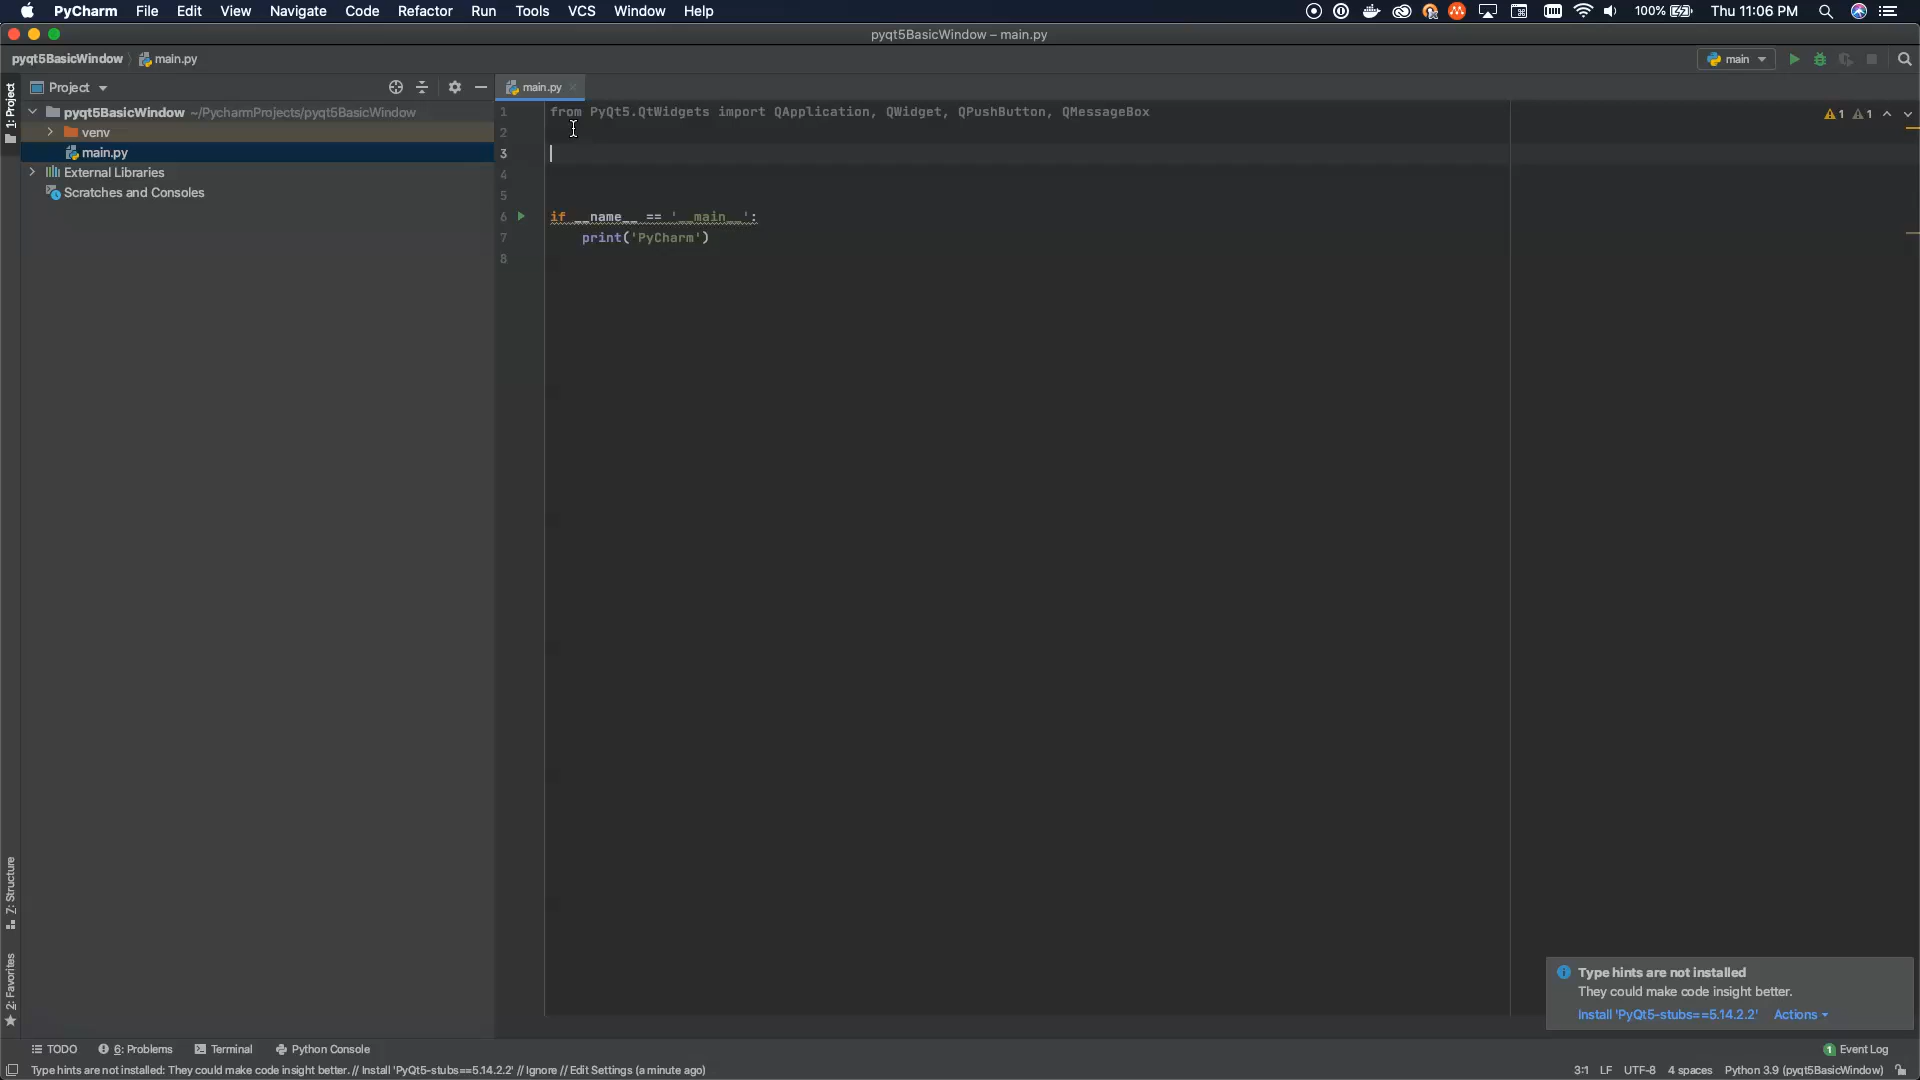 PyCharm File Edit View Navigate Code Refactor Run Tools VCS Window Help 100% Thu 11:06 PM
pyqt5BasicWindow – main.py
pyqt5BasicWindow main.py main
Project main.py
1: Project
pyqt5BasicWindow ~/PycharmProjects/pyqt5BasicWindow
venv
main.py
External Libraries
Scratches and Consoles
1 from PyQt5.QtWidgets import QApplication, QWidget, QPushButton, QMessageBox
1 1
2
3
4
5
6 if __name__ == '__main__':
7 print('PyCharm')
8
Z: Structure
2: Favorites
Type hints are not installed
They could make code insight better.
Install 'PyQt5-stubs==5.14.2.2' Actions
TODO 6: Problems Terminal Python Console 1 Event Log
Type hints are not installed: They could make code insight better. // Install 'PyQt5-stubs==5.14.2.2' // Ignore // Edit Settings (a minute ago) 3:1 LF UTF-8 4 spaces Python 3.9 (pyqt5BasicWindow)